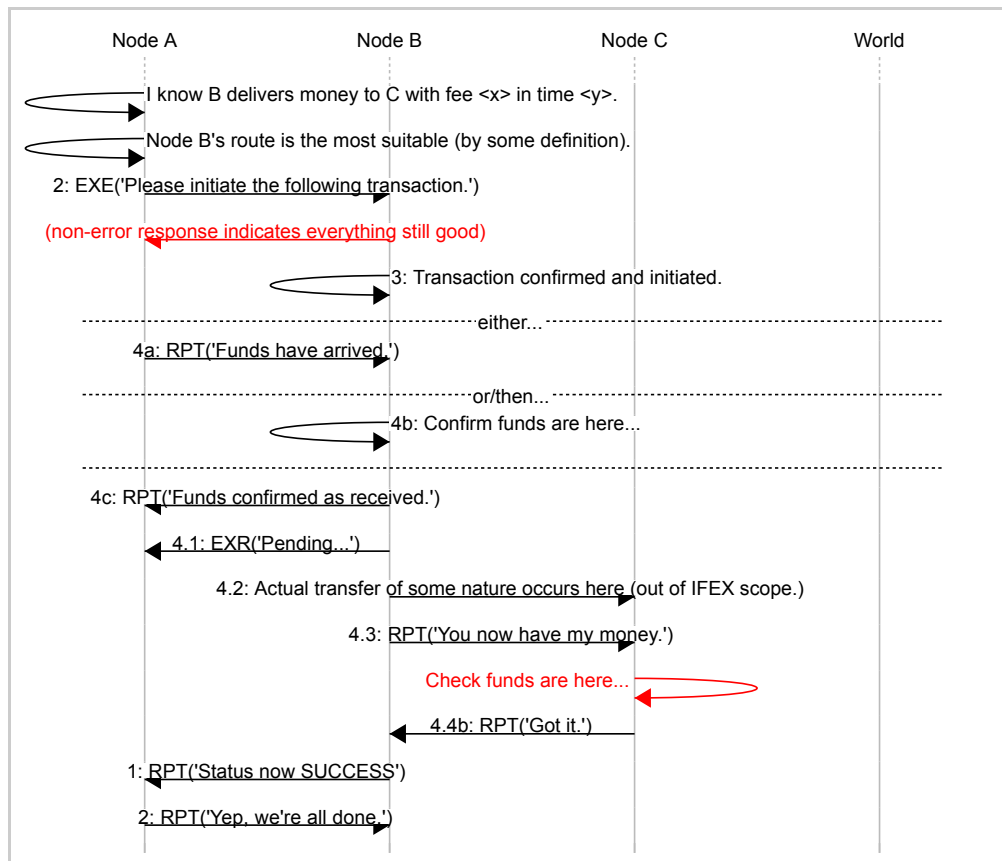 Node A Node B Node C World
I know B delivers money to C with fee <x> in time <y>.
Node B's route is the most suitable (by some definition).
2: EXE('Please initiate the following transaction.')
(non-error response indicates everything still good)
3: Transaction confirmed and initiated.
either...
4a: RPT('Funds have arrived.')
or/then...
4b: Confirm funds are here...
4c: RPT('Funds confirmed as received.')
4.1: EXR('Pending...')
4.2: Actual transfer of some nature occurs here (out of IFEX scope.)
4.3: RPT('You now have my money.')
Check funds are here...
4.4b: RPT('Got it.')
1: RPT('Status now SUCCESS')
2: RPT('Yep, we're all done.')